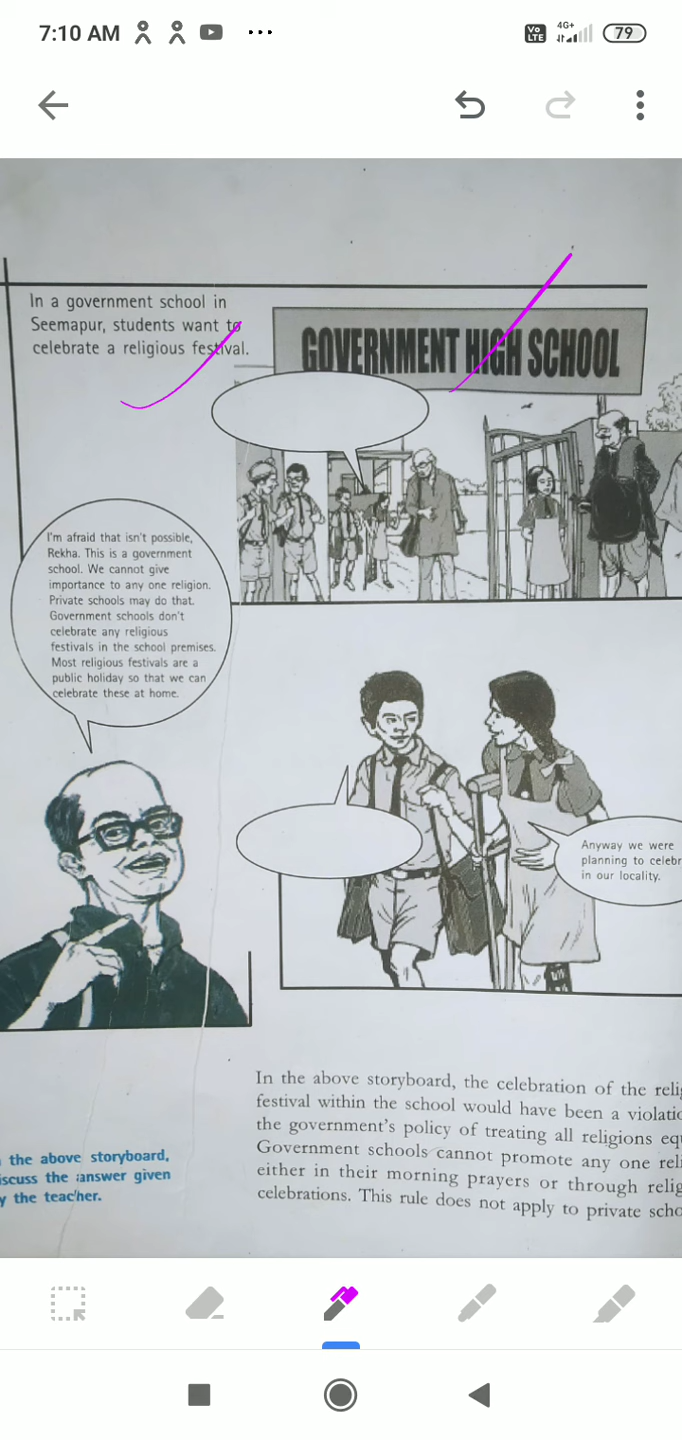 7:10 AM
Vo
LTE
4G+
79
In a government school in
Seemapur, students want to
celebrate a religious festival.
GOVERNMENT HIGH SCHOOL
I'm afraid that isn't possible,
Rekha. This is a government
school. We cannot give
importance to any one religion.
Private schools may do that.
Government schools don't
celebrate any religious
festivals in the school premises.
Most religious festivals are a
public holiday so that we can
celebrate these at home.
Anyway we were
planning to celebr
in our locality.
In the above storyboard, the celebration of the reli
festival within the school would have been a violatio
the government's policy of treating all religions equ
Government schools cannot promote any one reli
either in their morning prayers or through relig
celebrations. This rule does not apply to private scho
the above storyboard,
iscuss the answer given
y the teacher.